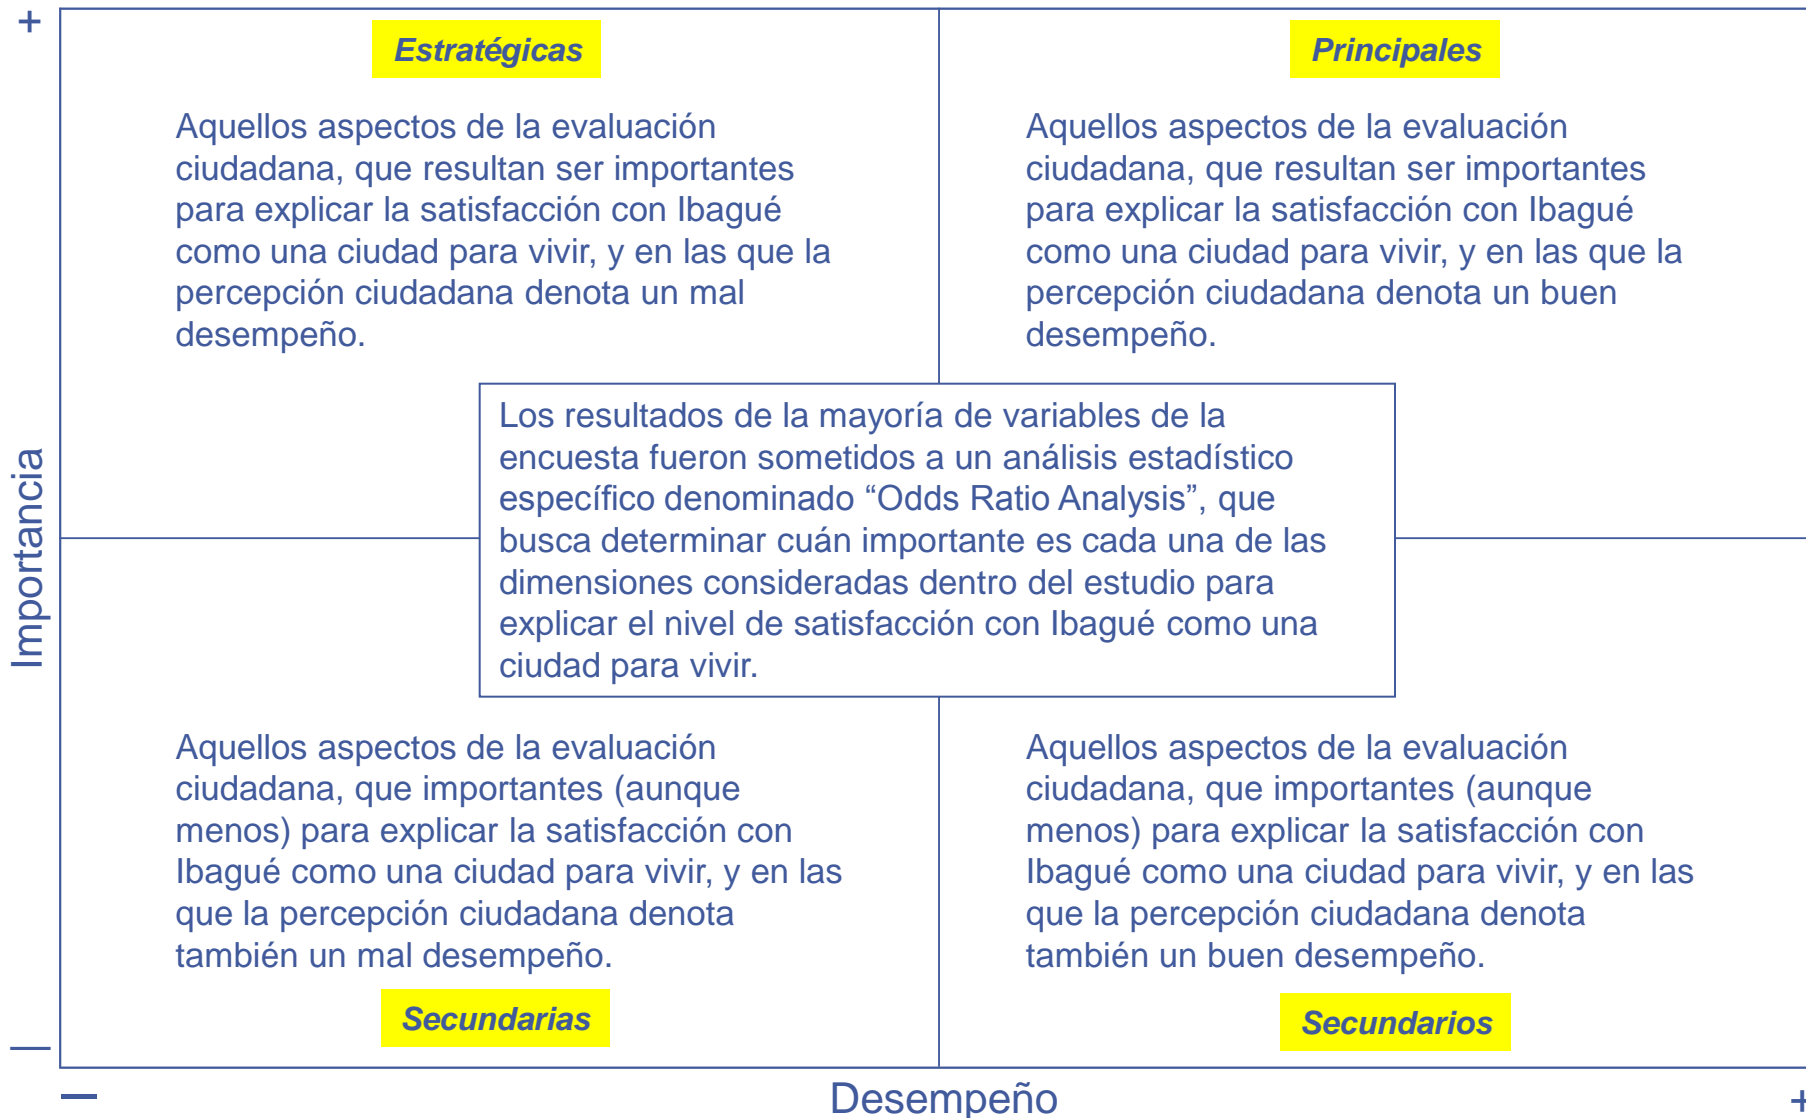 +
Estratégicas
Aquellos aspectos de la evaluación
ciudadana, que resultan ser importantes
para explicar la satisfacción con Ibagué
como una ciudad para vivir, y en las que la
percepción ciudadana denota un mal
desempeño.
Principales
Aquellos aspectos de la evaluación
ciudadana, que resultan ser importantes
para explicar la satisfacción con Ibagué
como una ciudad para vivir, y en las que la
percepción ciudadana denota un buen
desempeño.
Importancia
Los resultados de la mayoría de variables de la
encuesta fueron sometidos a un análisis estadístico
específico denominado “Odds Ratio Analysis”, que
busca determinar cuán importante es cada una de las
dimensiones consideradas dentro del estudio para
explicar el nivel de satisfacción con Ibagué como una
ciudad para vivir.
Aquellos aspectos de la evaluación
ciudadana, que importantes (aunque
menos) para explicar la satisfacción con
Ibagué como una ciudad para vivir, y en las
que la percepción ciudadana denota
también un mal desempeño.
Secundarias
Aquellos aspectos de la evaluación
ciudadana, que importantes (aunque
menos) para explicar la satisfacción con
Ibagué como una ciudad para vivir, y en las
que la percepción ciudadana denota
también un buen desempeño.
Secundarios
—
—
Desempeño
+